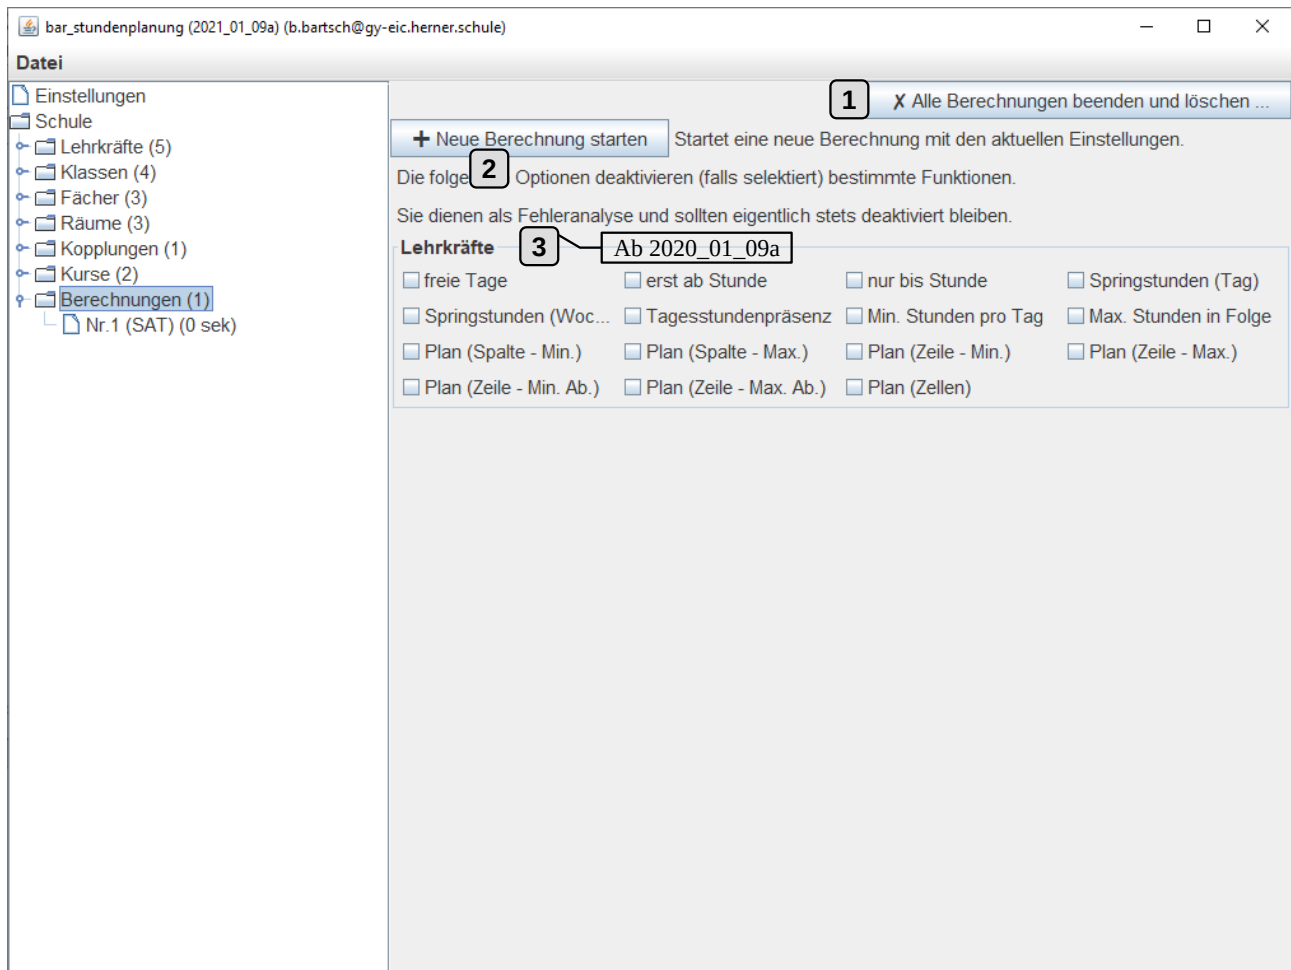 bar_stundenplanung (2021_01_09a) (b.bartsch@gy-eic.herner.schule)
Datei
Einstellungen
Schule
Lehrkräfte (5)
Klassen (4)
Fächer (3)
Räume (3)
Kopplungen (1)
Kurse (2)
Berechnungen (1)
Nr.1 (SAT) (0 sek)
1 ✗ Alle Berechnungen beenden und löschen ...
+ Neue Berechnung starten Startet eine neue Berechnung mit den aktuellen Einstellungen.
Die folge 2 Optionen deaktivieren (falls selektiert) bestimmte Funktionen.
Sie dienen als Fehleranalyse und sollten eigentlich stets deaktiviert bleiben.
Lehrkräfte 3 Ab 2020_01_09a
freie Tage erst ab Stunde nur bis Stunde Springstunden (Tag)
Springstunden (Woc... Tagesstundenpräsenz Min. Stunden pro Tag Max. Stunden in Folge
Plan (Spalte - Min.) Plan (Spalte - Max.) Plan (Zeile - Min.) Plan (Zeile - Max.)
Plan (Zeile - Min. Ab.) Plan (Zeile - Max. Ab.) Plan (Zellen)